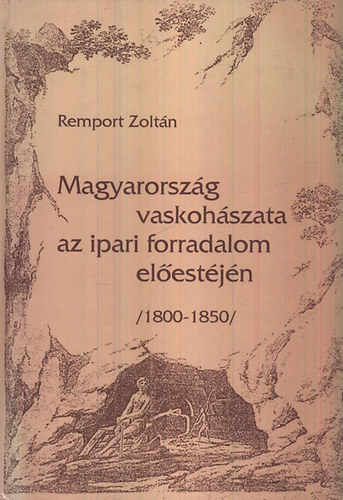 Remport Zoltán
Magyarország
vaskohászata
az ipari forradalom
előestéjén
/1800-1850/